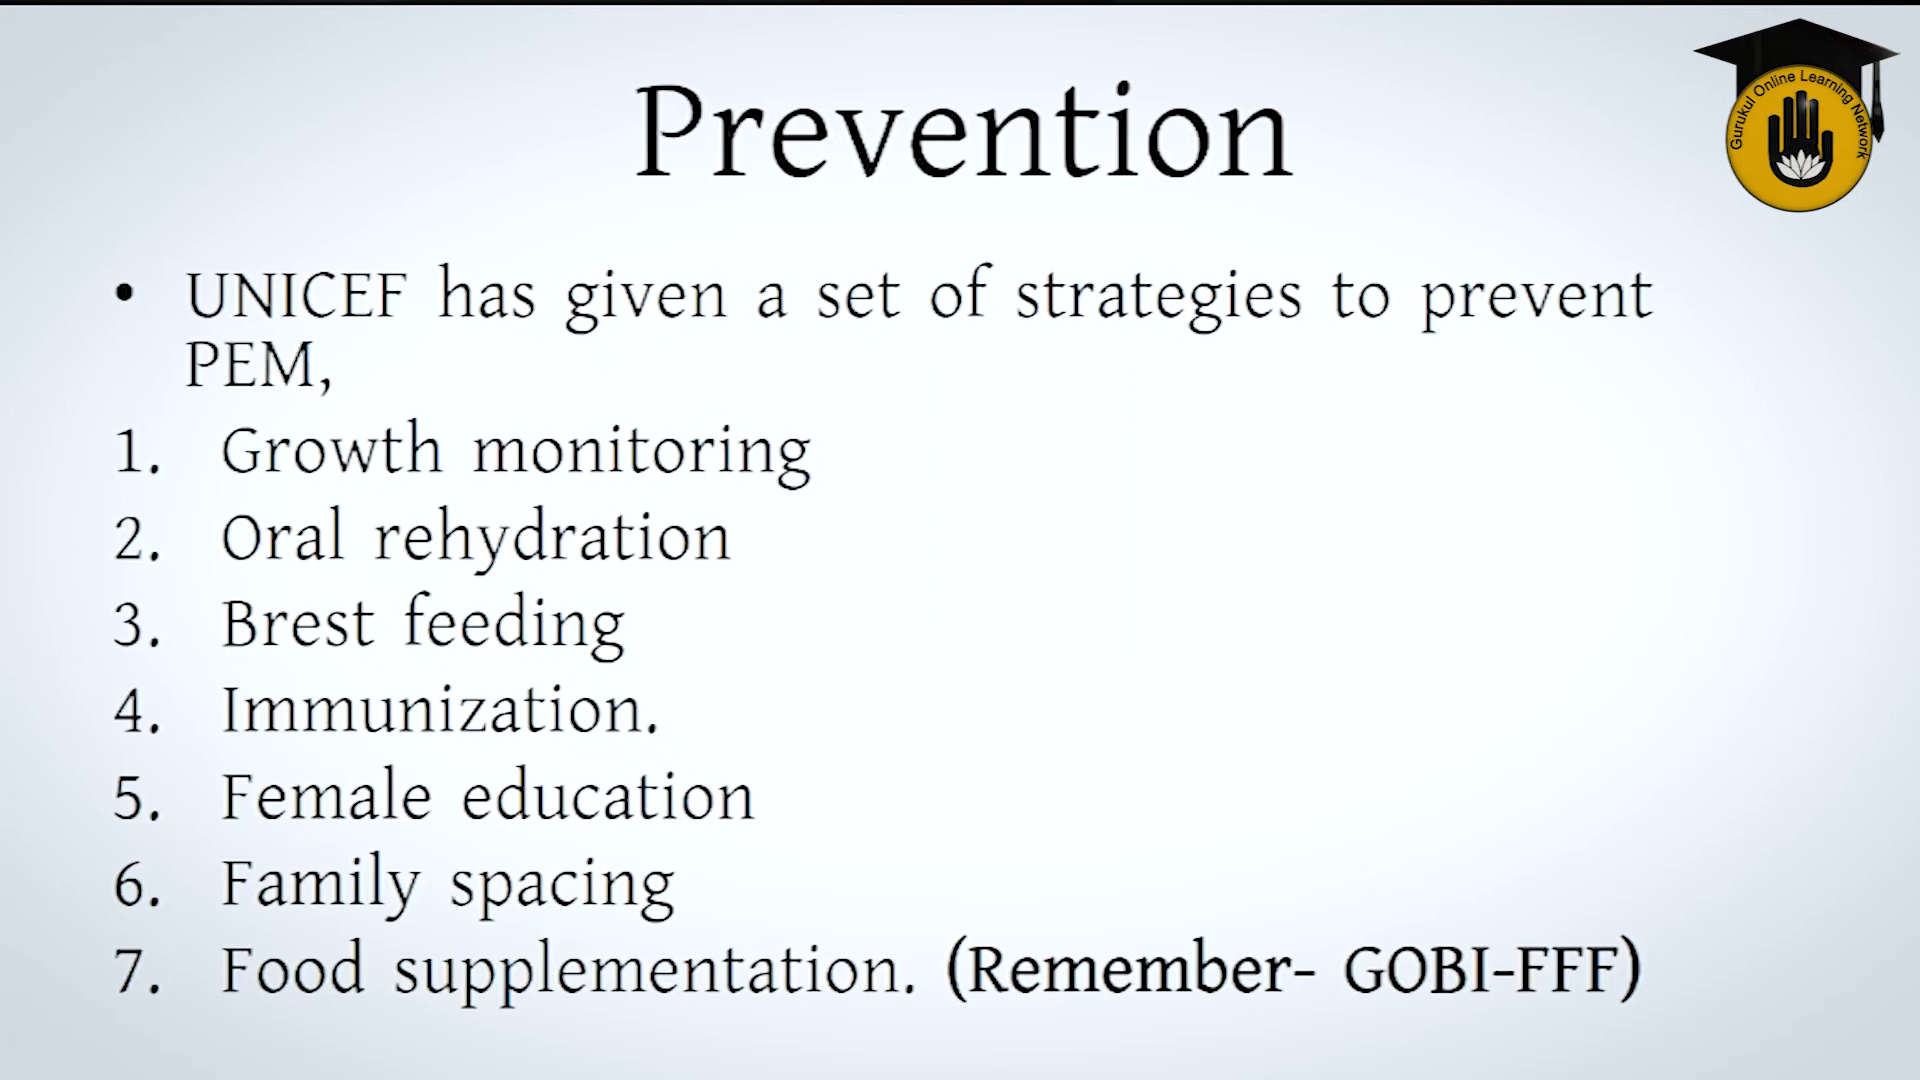 Gurukul Online Learning Network
Prevention
• UNICEF has given a set of strategies to prevent
PEM,
1. Growth monitoring
2. Oral rehydration
3. Brest feeding
4. Immunization.
5. Female education
6. Family spacing
7. Food supplementation. (Remember- GOBI-FFF)